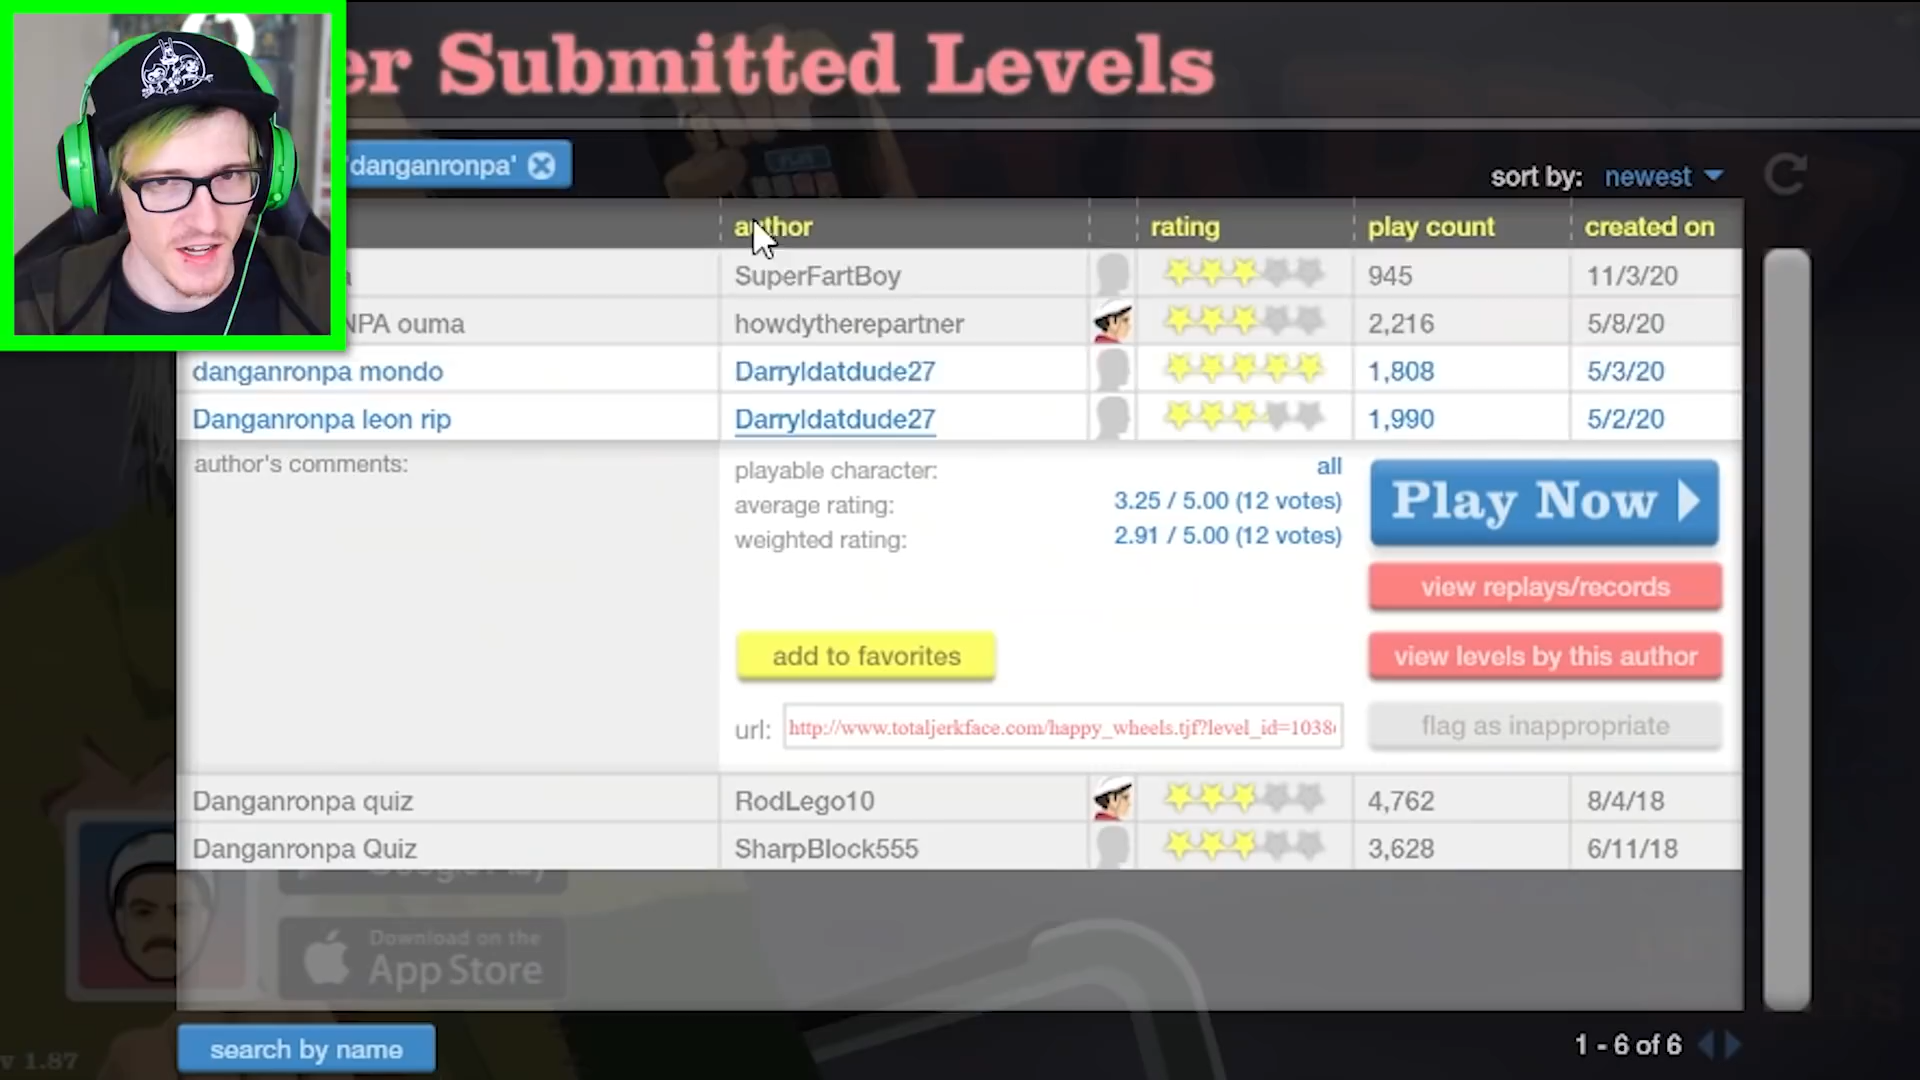 er Submitted Levels
'danganronpa'
sort by: newest
author rating play count created on
SuperFartBoy 945 11/3/20
NPA ouma howdytherepartner 2,216 5/8/20
danganronpa mondo Darryldatdude27 1,808 5/3/20
Danganronpa leon rip Darryldatdude27 1,990 5/2/20
author's comments:
playable character: all
average rating: 3.25 / 5.00 (12 votes)
weighted rating: 2.91 / 5.00 (12 votes)
Play Now
view replays/records
add to favorites
view levels by this author
url: http://www.totaljerkface.com/happy_wheels.tjf?level_id=1038
flag as inappropriate
Danganronpa quiz RodLego10 4,762 8/4/18
Danganronpa Quiz SharpBlock555 3,628 6/11/18
Google Play
Download on the
App Store
search by name
1 - 6 of 6
v 1.87